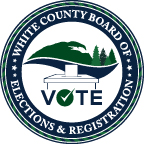 WHITE COUNTY BOARD OF
VOTE
ELECTIONS & REGISTRATION